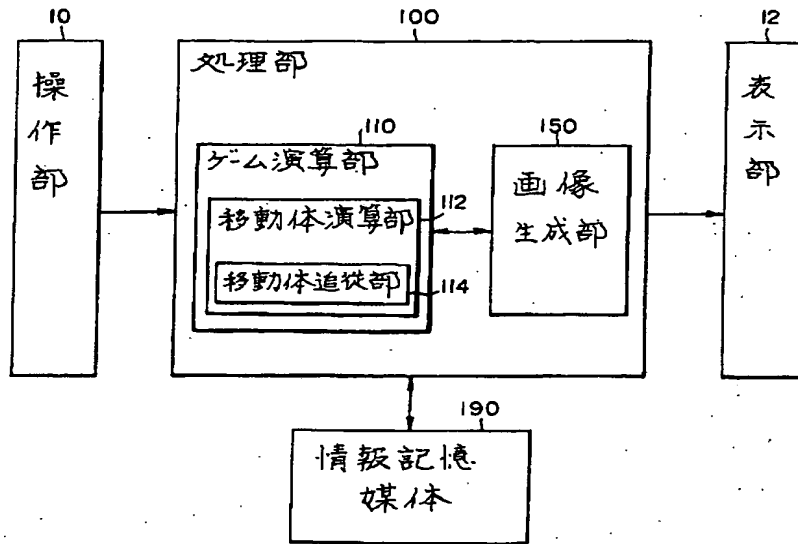 10
操
作
部
100
処理部
110
ゲーム演算部
移動体演算部
112
移動体追従部
114
150
画像
生成部
12
表
示
部
190
情報記憶
媒体